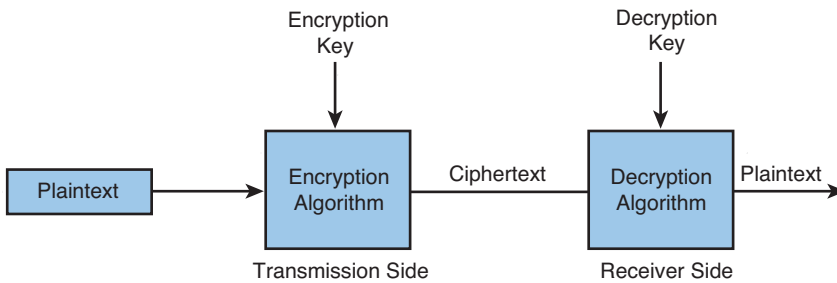 Encryption
Key
Decryption
Key
Plaintext
Encryption
Algorithm
Ciphertext
Decryption
Algorithm
Plaintext
Transmission Side
Receiver Side